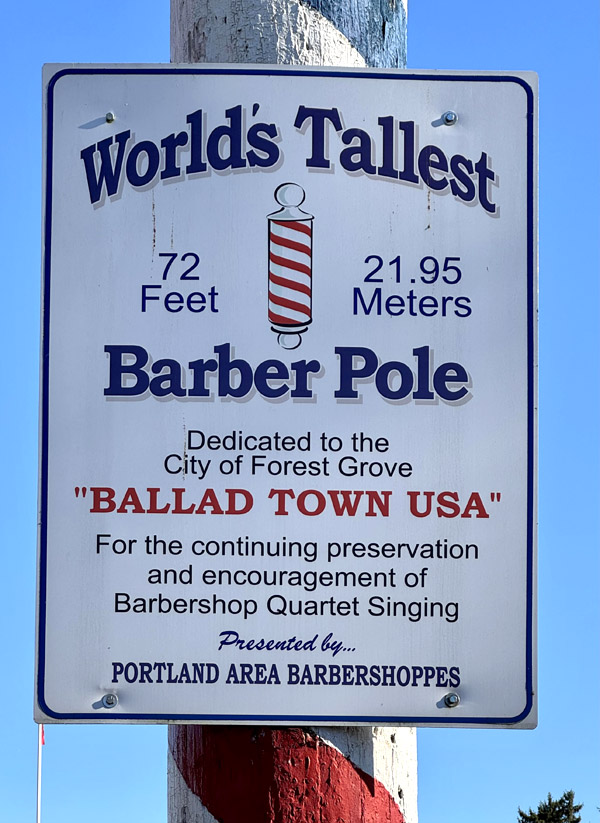 World's Tallest
72
Feet
21.95
Meters
Barber Pole
Dedicated to the
City of Forest Grove
"BALLAD TOWN USA"
For the continuing preservation
and encouragement of
Barbershop Quartet Singing
Presented by...
PORTLAND AREA BARBERSHOPPES